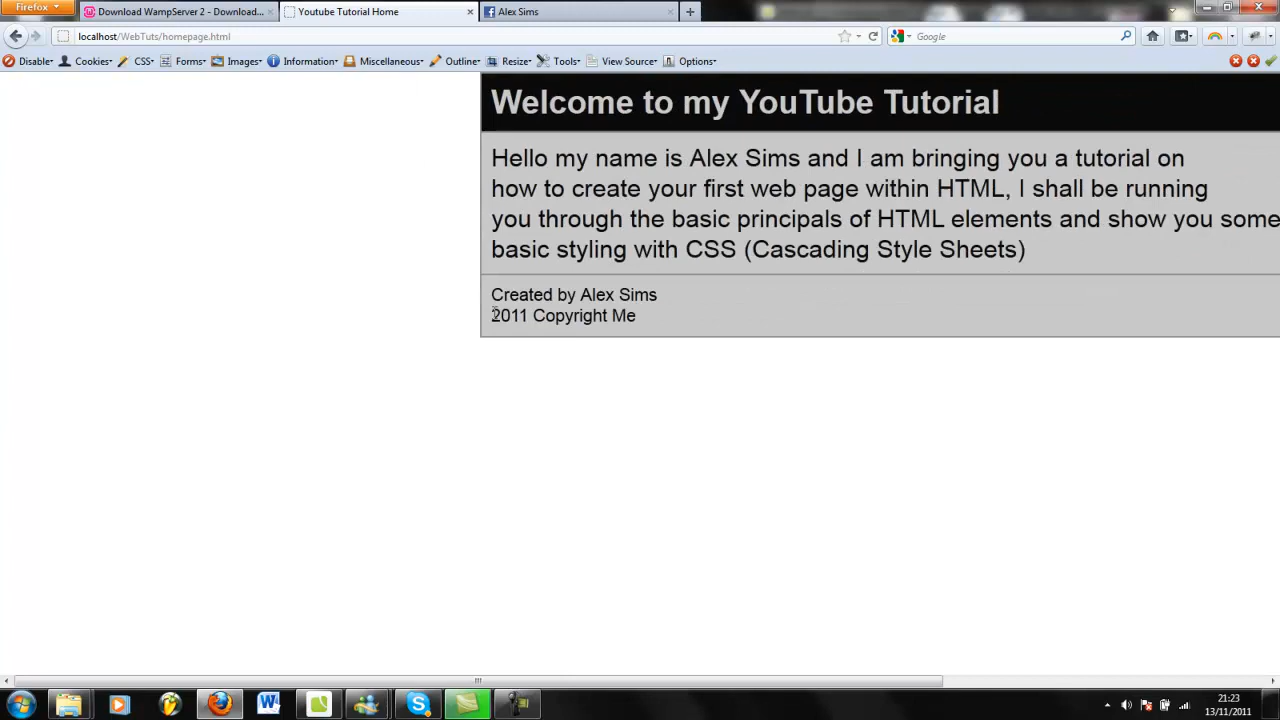 Firefox
Download WampServer 2 - Download...
Youtube Tutorial Home
Alex Sims
localhost/WebTuts/homepage.html
Google
Disable
Cookies
CSS
Forms
Images
Information
Miscellaneous
Outline
Resize
Tools
View Source
Options
Welcome to my YouTube Tutorial
Hello my name is Alex Sims and I am bringing you a tutorial on
how to create your first web page within HTML, I shall be running
you through the basic principals of HTML elements and show you some
basic styling with CSS (Cascading Style Sheets)
Created by Alex Sims
2011 Copyright Me
21:23
13/11/2011